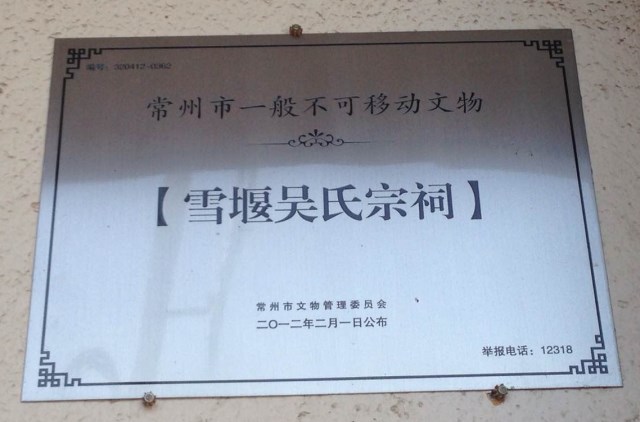 编号：320412-0362
常州市一般不可移动文物
【雪堰吴氏宗祠】
常州市文物管理委员会
二〇一二年二月一日公布
举报电话：12318